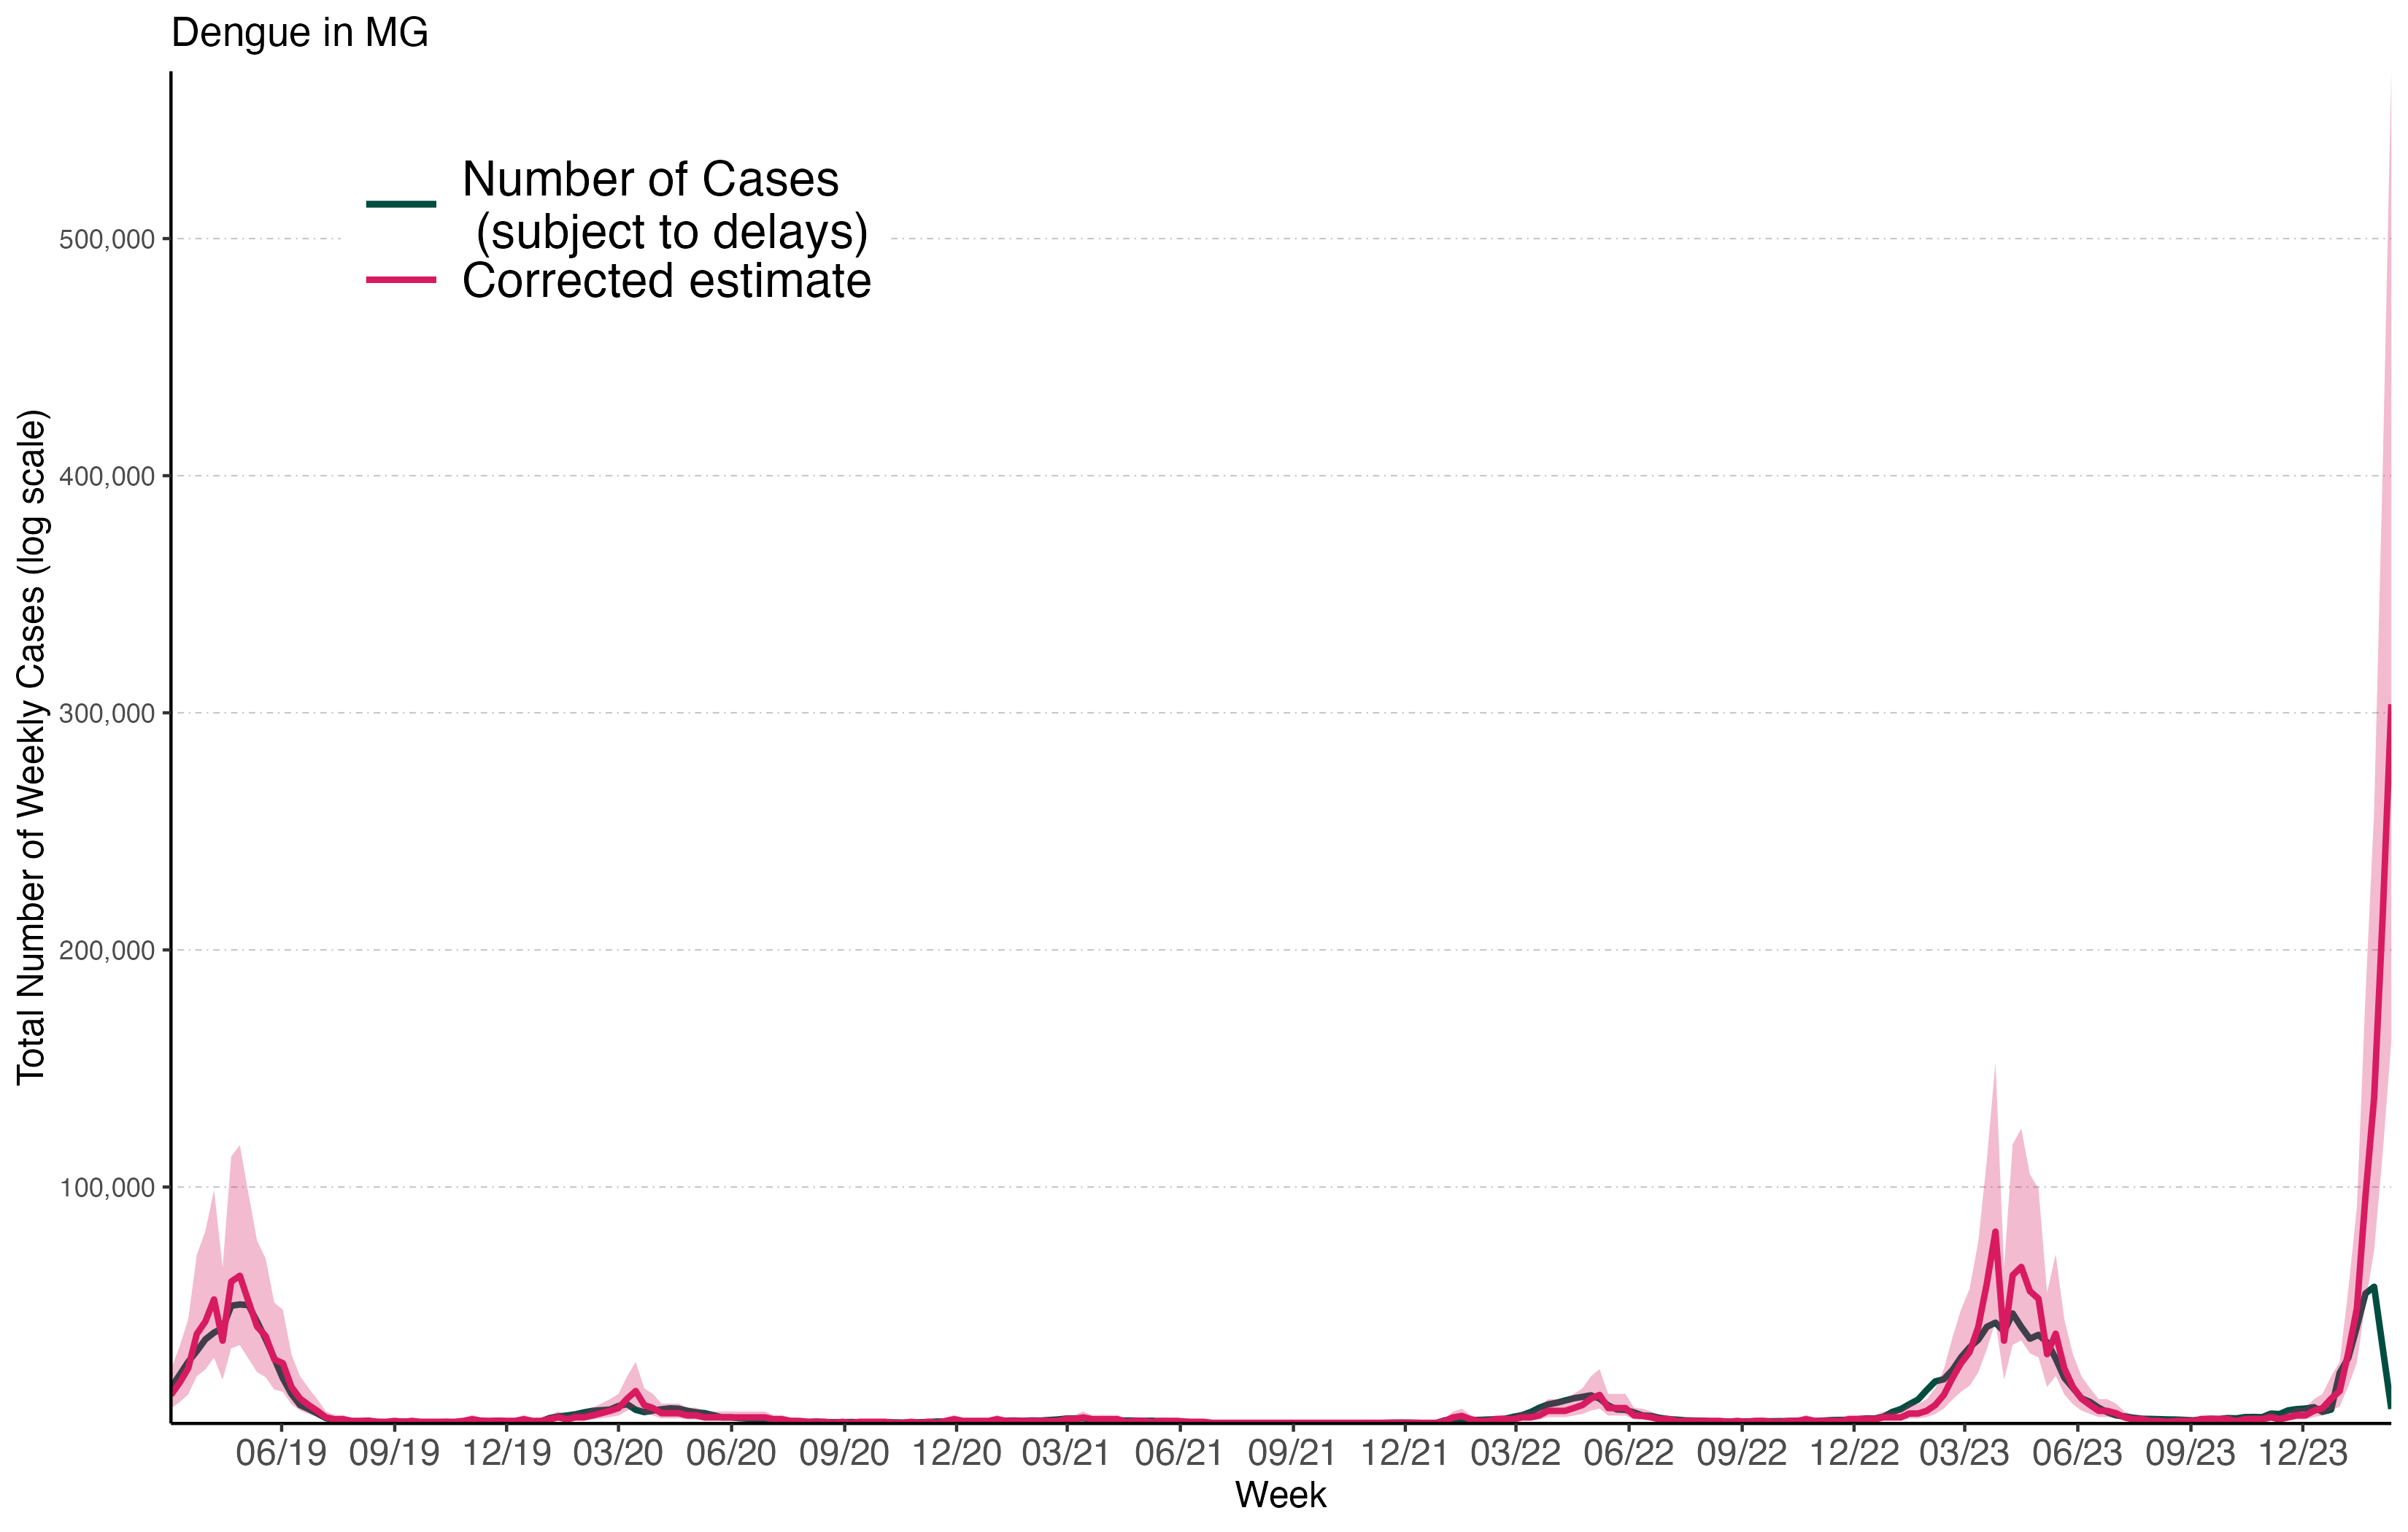 Dengue in MG
Number of Cases
(subject to delays)
Corrected estimate
Total Number of Weekly Cases (log scale)
500,000
400,000
300,000
200,000
100,000
06/19 09/19 12/19 03/20 06/20 09/20 12/20 03/21 06/21 09/21 12/21 03/22 06/22 09/22 12/22 03/23 06/23 09/23 12/23
Week